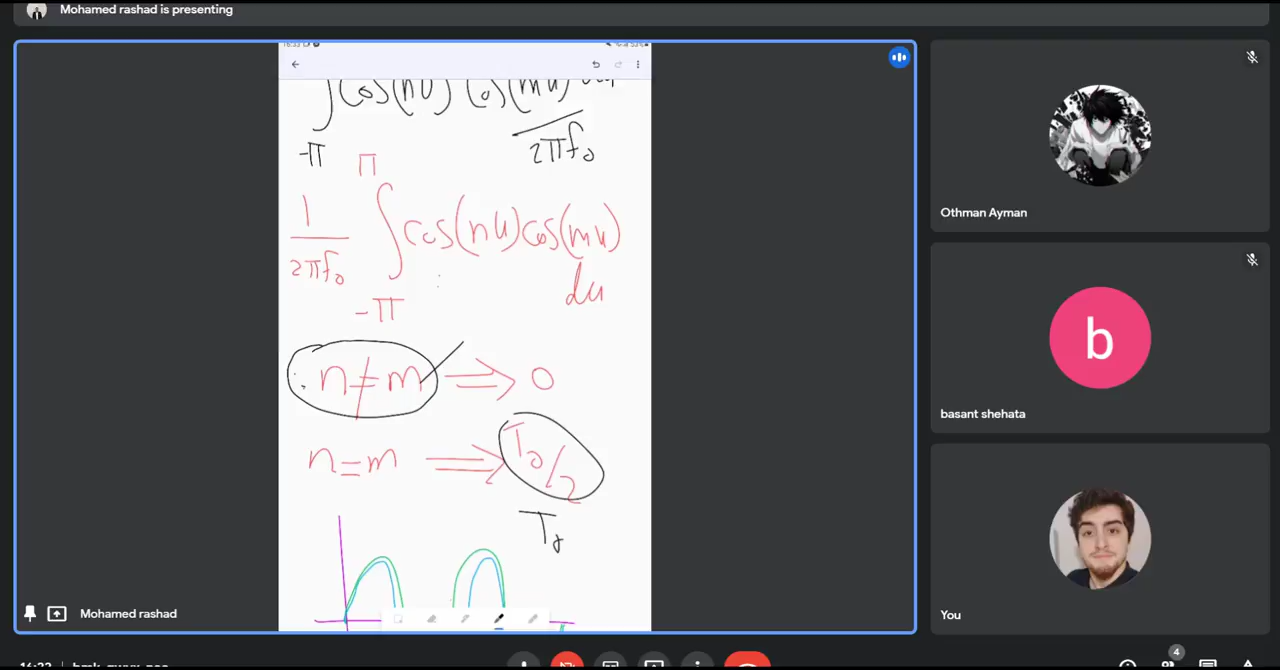 Mohamed rashad is presenting
∫ cos(nu) cos(mu)
-π
2πf₀
π
1/2πf₀ ∫ cos(nu) cos(mu)
du
-π
n ≠ m ⟹ 0
n = m ⟹ T₀/2
T₀
Othman Ayman
b
basant shehata
You
Mohamed rashad
4